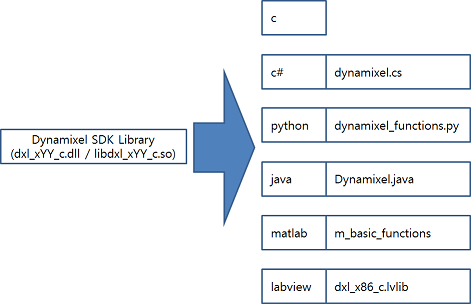 Dynamixel SDK Library
(dxl_xYY_c.dll / libdxl_xYY_c.so)
c
c# dynamixel.cs
python dynamixel_functions.py
java Dynamixel.java
matlab m_basic_functions
labview dxl_x86_c.lvlib